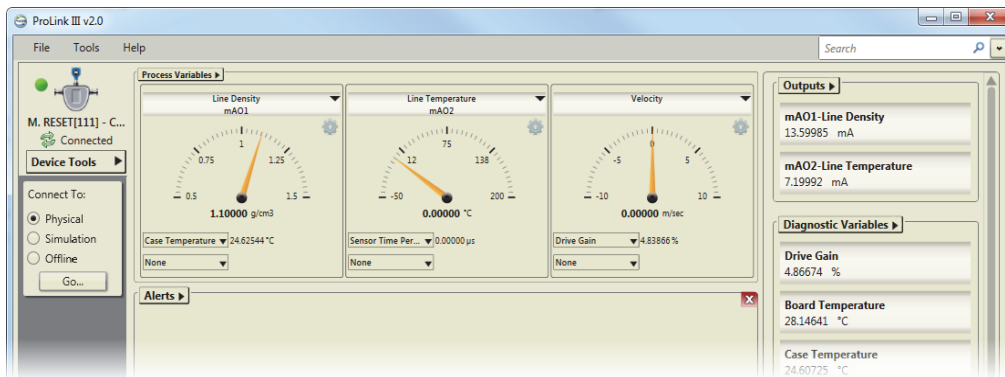 ProLink III v2.0
File Tools Help
Search
M. RESET[111] - C...
Connected
Device Tools
Connect To:
Physical
Simulation
Offline
Go...
Process Variables
Line Density
mAO1
0.5
0.75
1
1.25
1.5
1.10000 g/cm3
Case Temperature 24.62544 °C
None
Line Temperature
mAO2
-50
12
75
138
200
0.00000 °C
Sensor Time Per... 0.00000 µs
None
Velocity
-10
-5
0
5
10
0.00000 m/sec
Drive Gain 4.83866 %
None
Alerts
Outputs
mAO1-Line Density
13.59985 mA
mAO2-Line Temperature
7.19992 mA
Diagnostic Variables
Drive Gain
4.86674 %
Board Temperature
28.14641 °C
Case Temperature
24.60725 °C